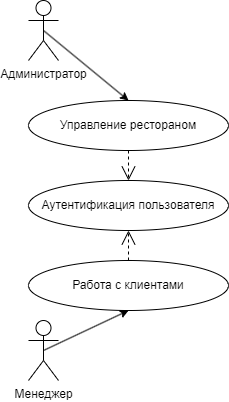 Администратор
Управление рестораном
Аутентификация пользователя
Работа с клиентами
Менеджер